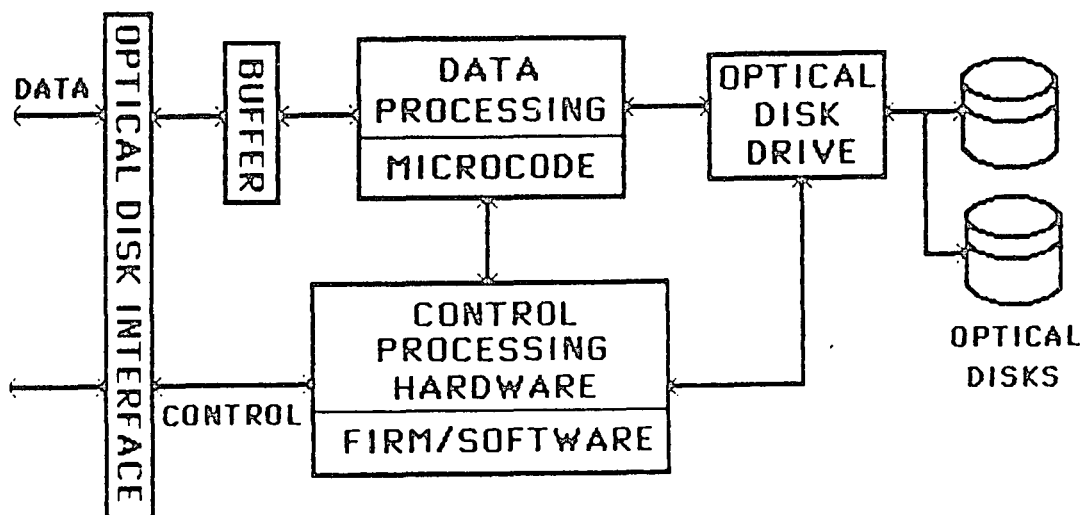 DATA
OPTICAL DISK INTERFACE
BUFFER
DATA
PROCESSING
MICROCODE
OPTICAL
DISK
DRIVE
CONTROL
PROCESSING
HARDWARE
FIRM/SOFTWARE
CONTROL
OPTICAL
DISKS